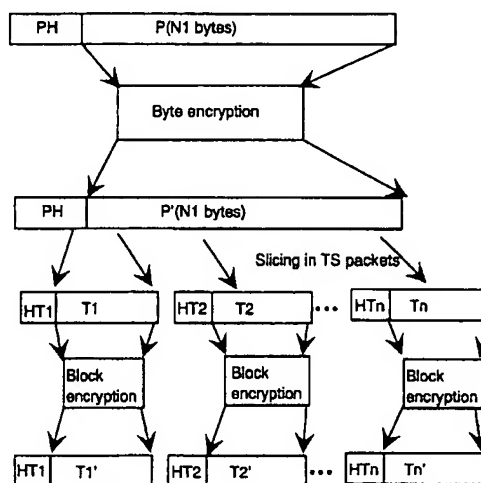 PH P(N1 bytes)
Byte encryption
PH P'(N1 bytes)
Slicing in TS packets
HT1 T1 HT2 T2 ... HTn Tn
Block encryption Block encryption Block encryption
HT1 T1' HT2 T2' ... HTn Tn'